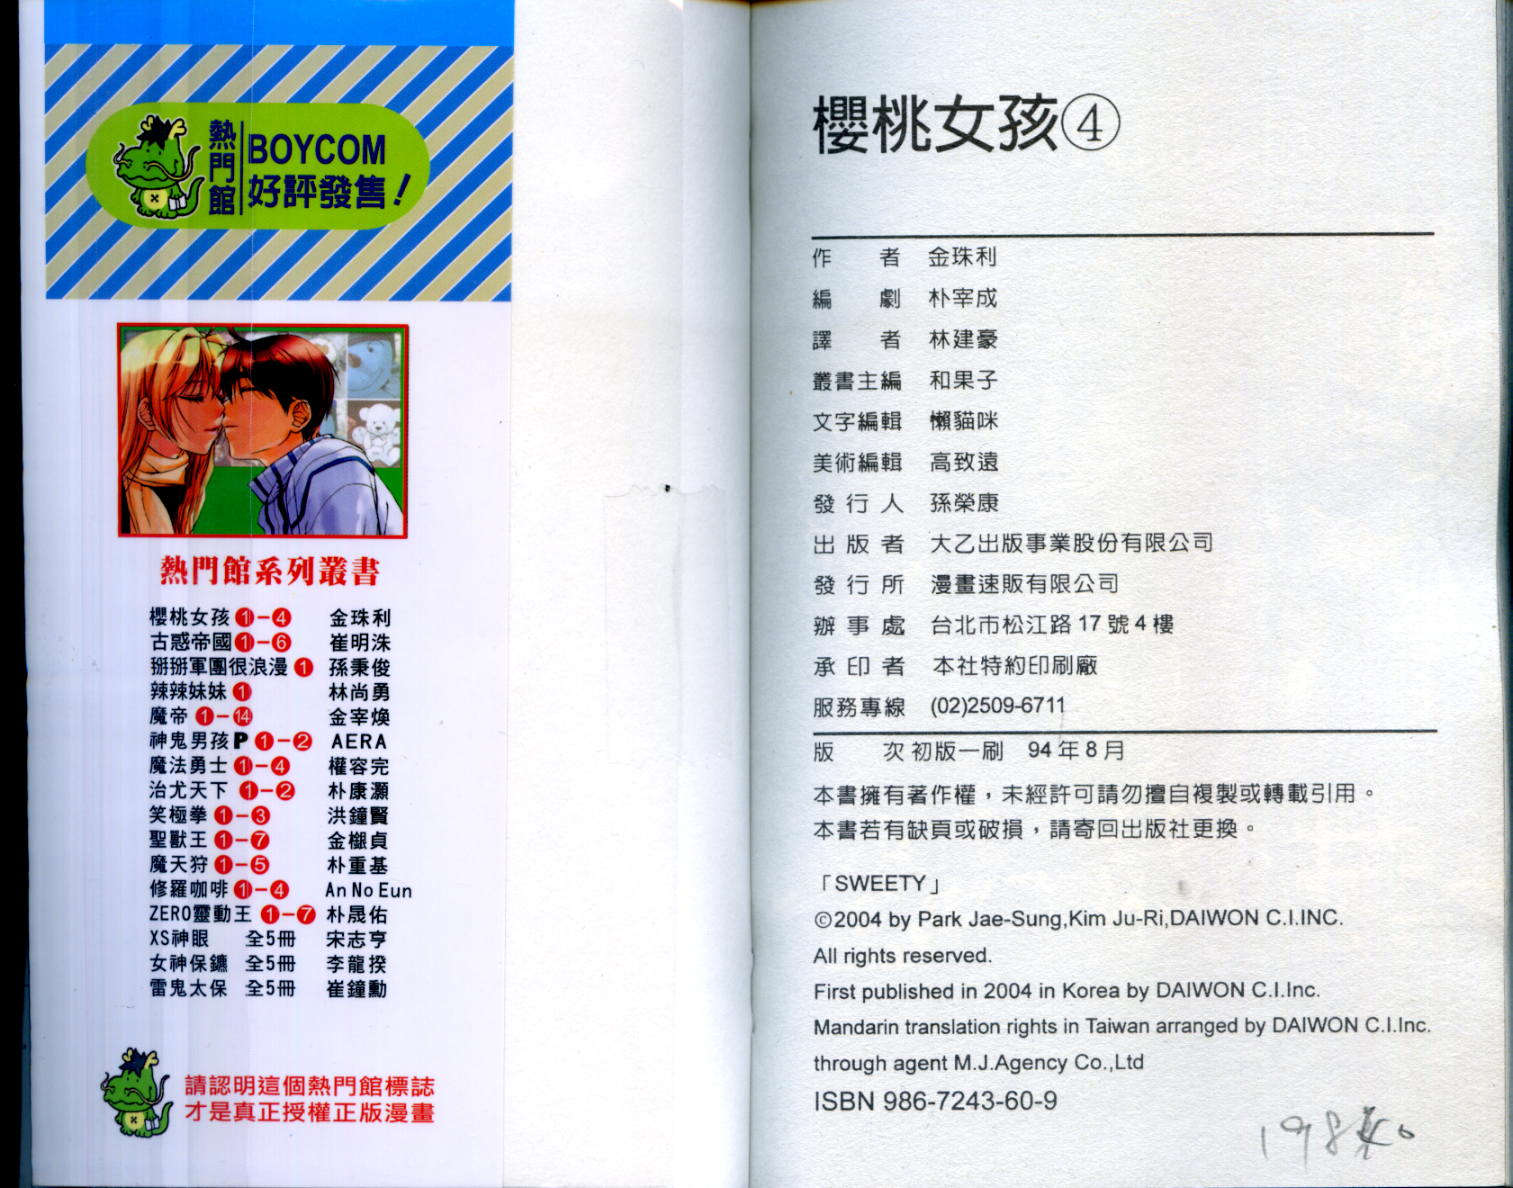 熱門館
BOYCOM
好評發售!
熱門館系列叢書
櫻桃女孩 1-4 金珠利
古惑帝國 1-6 崔明洙
掰掰軍團很浪漫 1 孫秉俊
辣辣妹妹 1 林尚勇
魔帝 1-14 金宰煥
神鬼男孩P 1-2 AERA
魔法勇士 1-4 權容完
治尤天下 1-2 朴康灝
笑極拳 1-3 洪鐘賢
聖獸王 1-7 金樾貞
魔天狩 1-5 朴重基
修羅咖啡 1-4 An No Eun
ZERO靈動王 1-7 朴晟佑
XS神眼 全5冊 宋志亨
女神保鑣 全5冊 李龍揆
雷鬼太保 全5冊 崔鐘勳
請認明這個熱門館標誌
才是真正授權正版漫畫
櫻桃女孩④
作者 金珠利
編劇 朴宰成
譯者 林建豪
叢書主編 和果子
文字編輯 懶貓咪
美術編輯 高致遠
發行人 孫榮康
出版者 大乙出版事業股份有限公司
發行所 漫畫速販有限公司
辦事處 台北市松江路17號4樓
承印者 本社特約印刷廠
服務專線 (02)2509-6711
版次 初版一刷 94年8月
本書擁有著作權，未經許可請勿擅自複製或轉載引用。
本書若有缺頁或破損，請寄回出版社更換。
「SWEETY」
©2004 by Park Jae-Sung,Kim Ju-Ri,DAIWON C.I.INC.
All rights reserved.
First published in 2004 in Korea by DAIWON C.I.Inc.
Mandarin translation rights in Taiwan arranged by DAIWON C.I.Inc.
through agent M.J.Agency Co.,Ltd
ISBN 986-7243-60-9